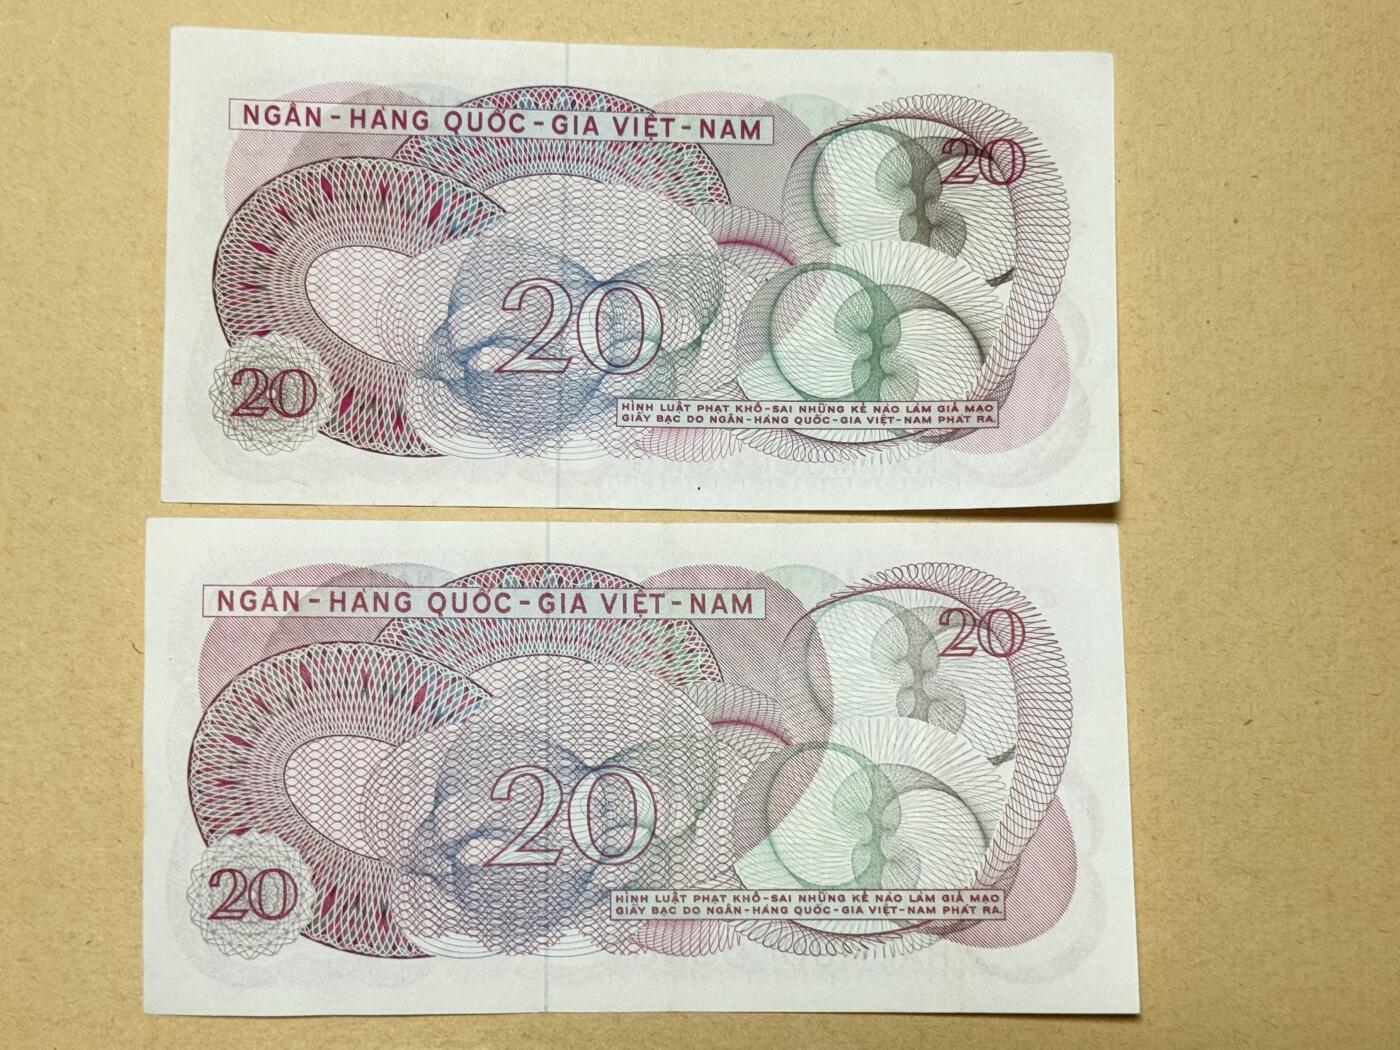 NGÂN-HÀNG QUỐC-GIA VIỆT-NAM
20
20
20
HÌNH LUẬT PHẠT KHỔ-SAI NHỮNG KẺ NÀO LÀM GIẢ MẠO
GIẤY BẠC DO NGÂN-HÀNG QUỐC-GIA VIỆT-NAM PHÁT RA.
NGÂN-HÀNG QUỐC-GIA VIỆT-NAM
20
20
20
HÌNH LUẬT PHẠT KHỔ-SAI NHỮNG KẺ NÀO LÀM GIẢ MẠO
GIẤY BẠC DO NGÂN-HÀNG QUỐC-GIA VIỆT-NAM PHÁT RA.